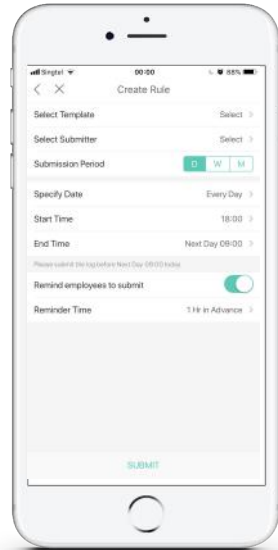 Singtel 00:00 88%
Create Rule
Select Template Select
Select Submitter Select
Submission Period D W M
Specify Date Every Day
Start Time 18:00
End Time Next Day 09:00
Please submit the log before Next Day 09:00 today
Remind employees to submit
Reminder Time 1 Hr in Advance
SUBMIT